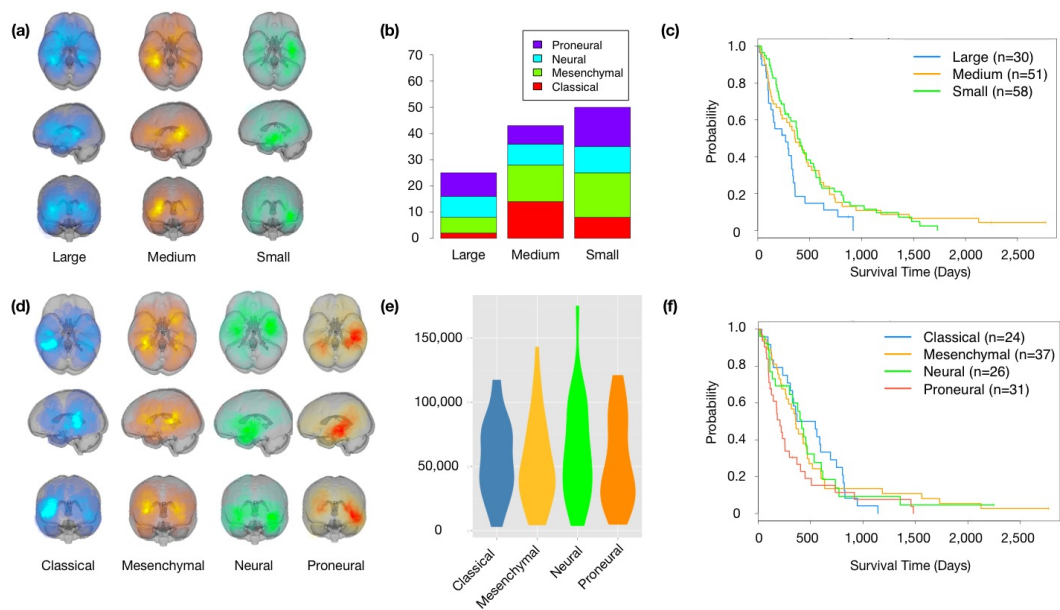 (a)
Large Medium Small
(b)
Proneural
Neural
Mesenchymal
Classical
70
60
50
40
30
20
10
0
Large Medium Small
(c)
Large (n=30)
Medium (n=51)
Small (n=58)
Probability
1.0
0.8
0.6
0.4
0.2
0
0 500 1,000 1,500 2,000 2,500
Survival Time (Days)
(d)
Classical Mesenchymal Neural Proneural
(e)
150,000
100,000
50,000
0
Classical
Mesenchymal
Neural
Proneural
(f)
Classical (n=24)
Mesenchymal (n=37)
Neural (n=26)
Proneural (n=31)
Probability
1.0
0.8
0.6
0.4
0.2
0
0 500 1,000 1,500 2,000 2,500
Survival Time (Days)